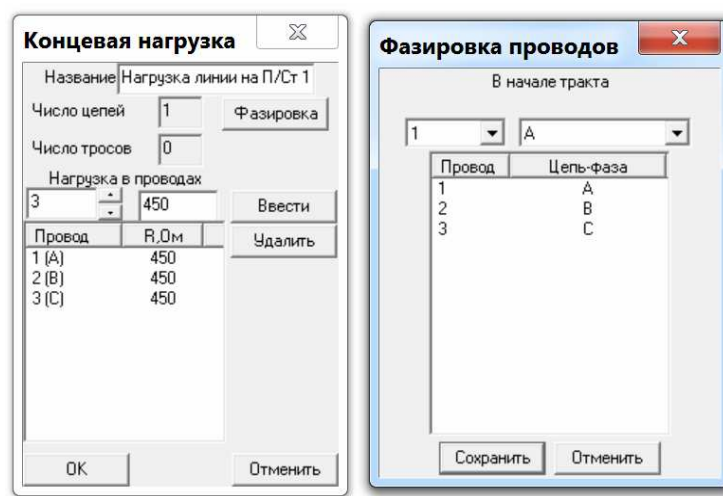 Концевая нагрузка
Название Нагрузка линии на П/Ст 1
Число цепей 1 Фазировка
Число тросов 0
Нагрузка в проводах
3 450 Ввести
Провод R,Ом Удалить
1 (A) 450
2 (B) 450
3 (C) 450
OK Отменить
Фазировка проводов
В начале тракта
1 A
Провод Цепь-Фаза
1 A
2 B
3 C
Сохранить Отменить